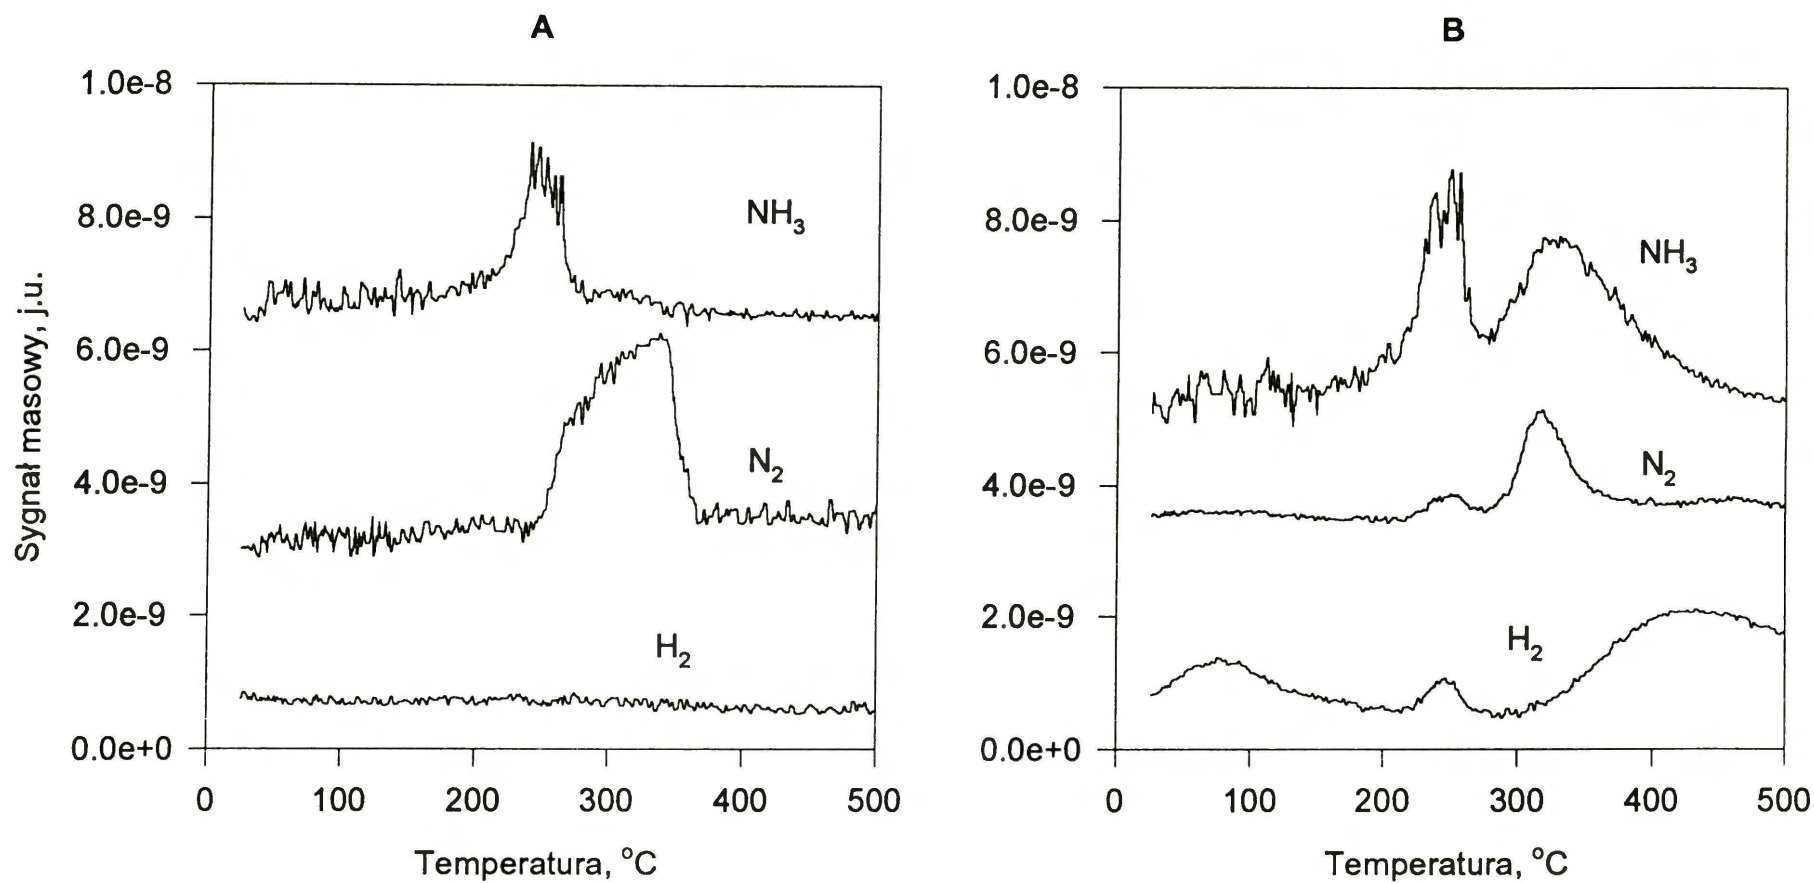 A
B
Sygnał masowy, j.u.
1.0e-8
8.0e-9
6.0e-9
4.0e-9
2.0e-9
0.0e+0
NH₃
N₂
H₂
0 100 200 300 400 500
Temperatura, °C
1.0e-8
8.0e-9
6.0e-9
4.0e-9
2.0e-9
0.0e+0
NH₃
N₂
H₂
0 100 200 300 400 500
Temperatura, °C